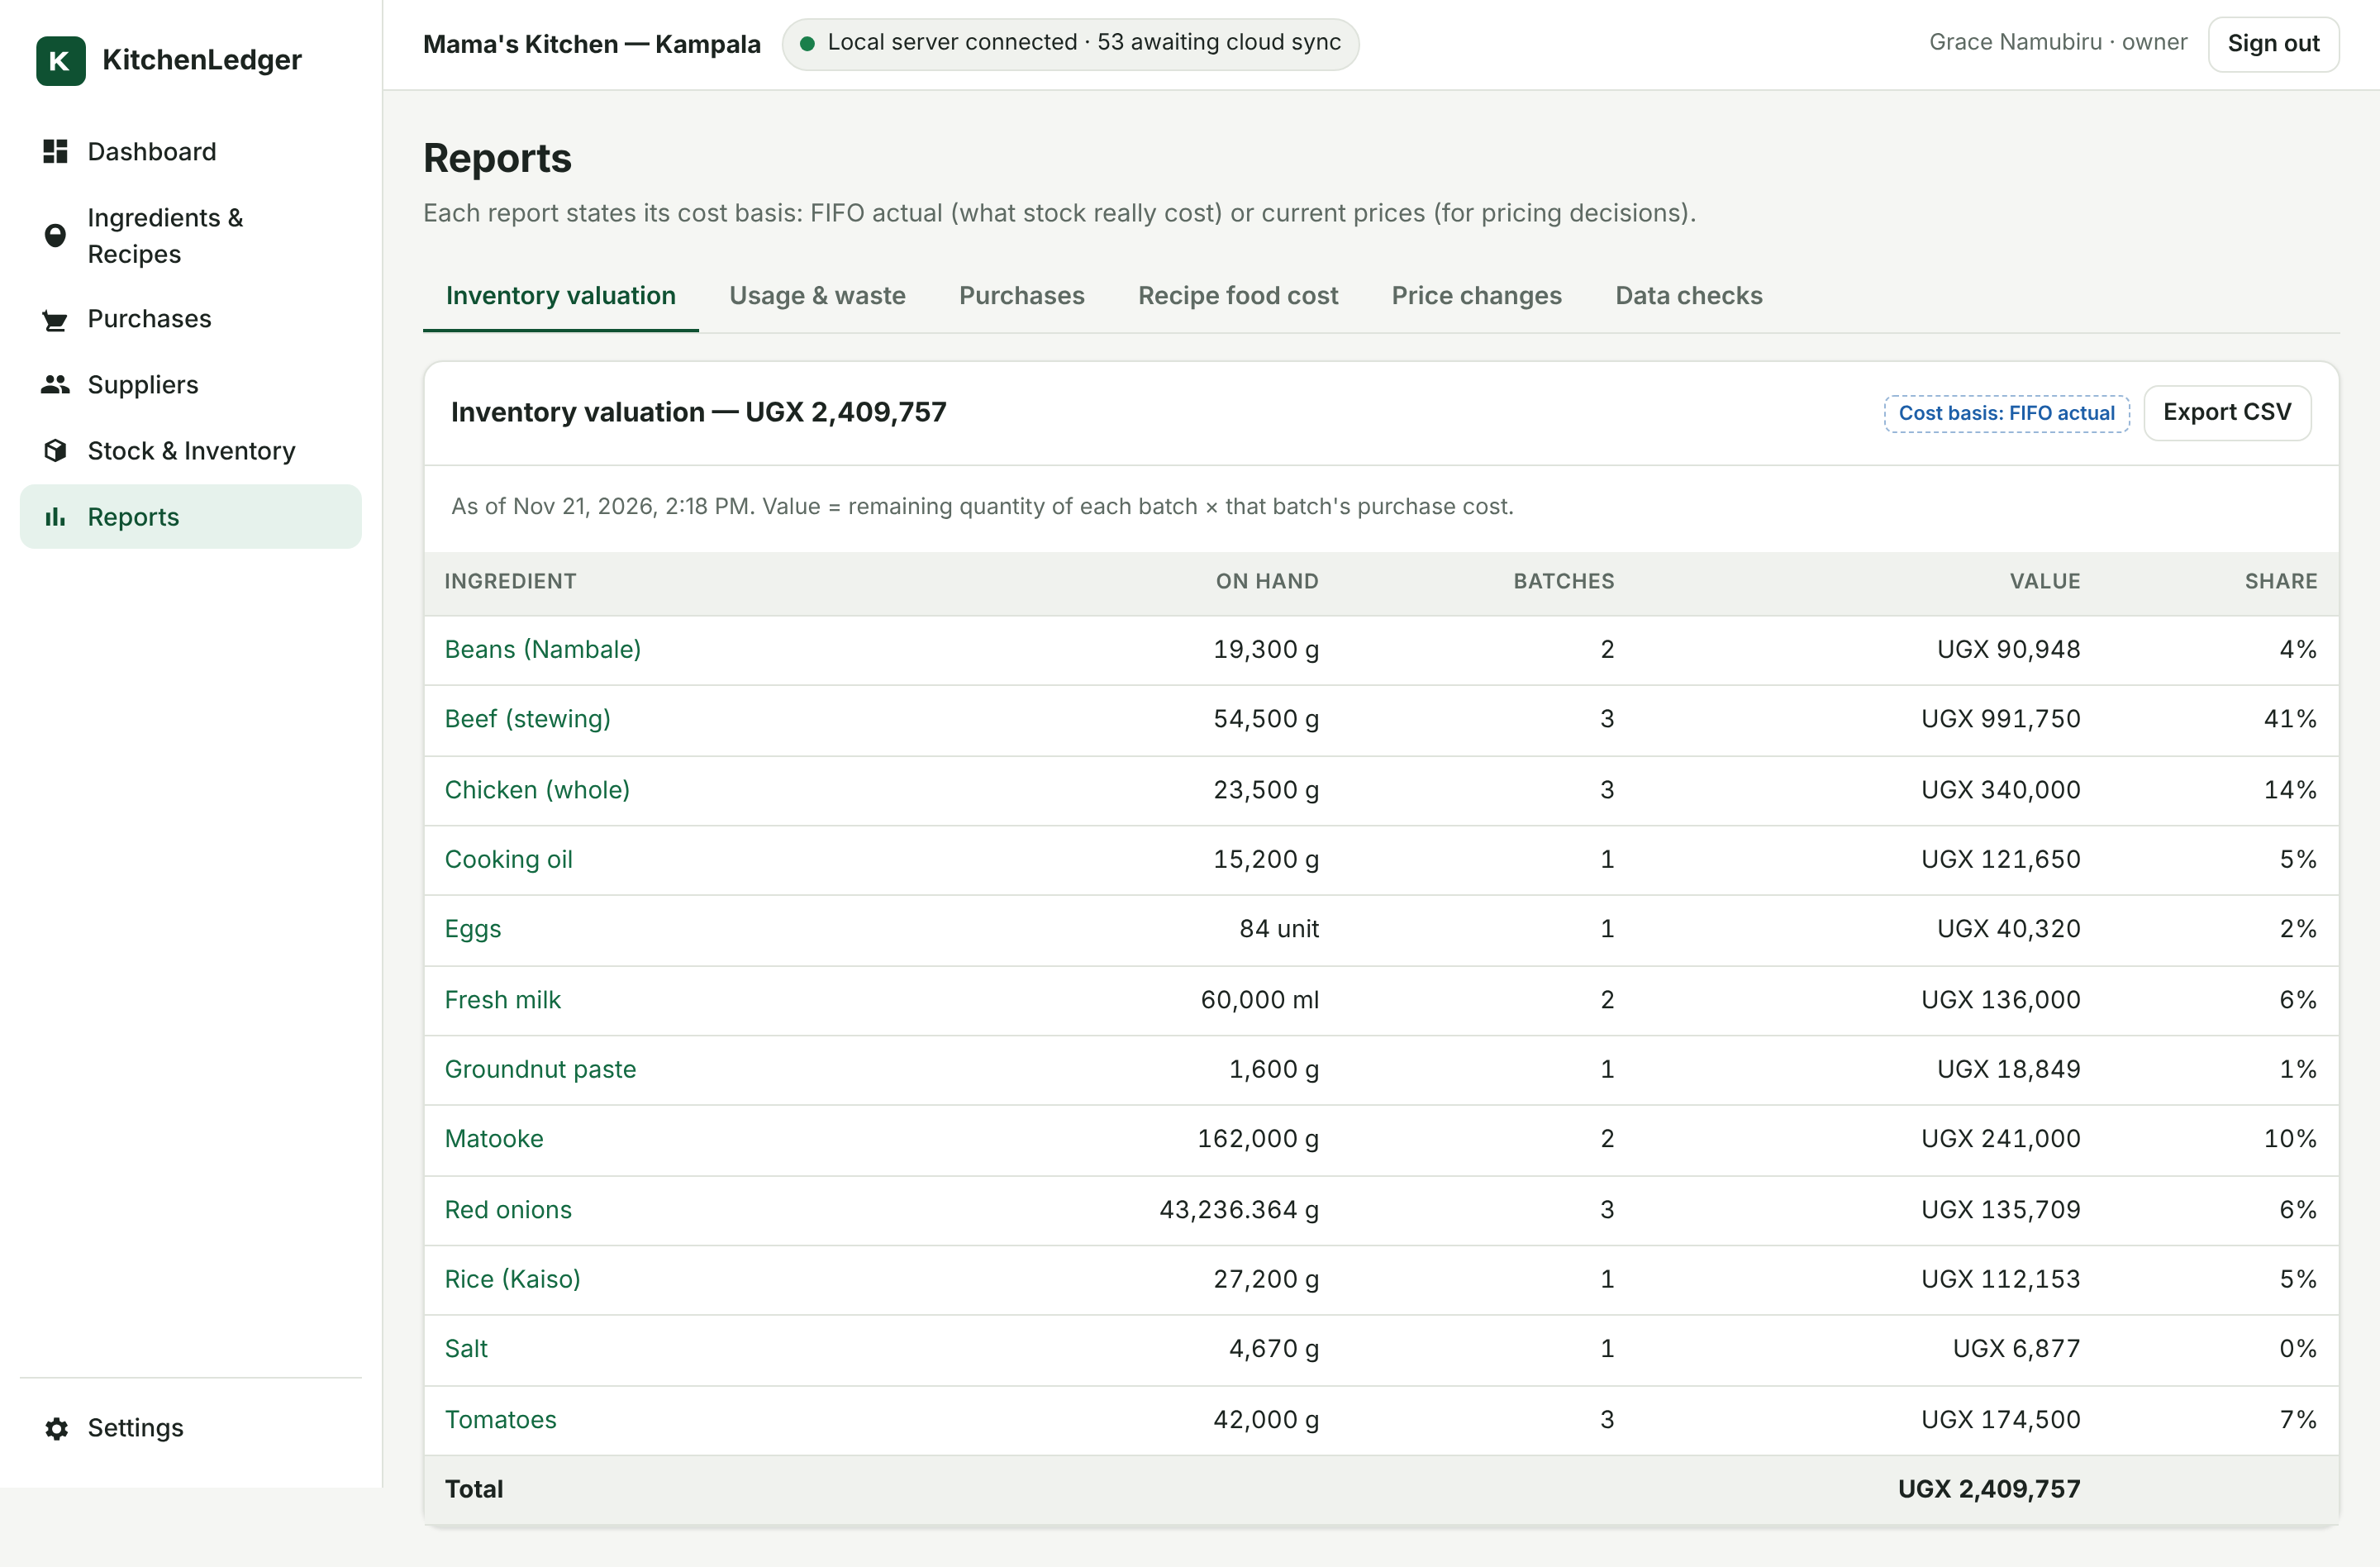 K KitchenLedger
Dashboard
Ingredients &
Recipes
Purchases
Suppliers
Stock & Inventory
Reports
Settings
Mama's Kitchen — Kampala
Local server connected · 53 awaiting cloud sync
Grace Namubiru · owner
Sign out
Reports
Each report states its cost basis: FIFO actual (what stock really cost) or current prices (for pricing decisions).
Inventory valuation Usage & waste Purchases Recipe food cost Price changes Data checks
Inventory valuation — UGX 2,409,757
Cost basis: FIFO actual
Export CSV
As of Nov 21, 2026, 2:18 PM. Value = remaining quantity of each batch × that batch's purchase cost.
INGREDIENT ON HAND BATCHES VALUE SHARE
Beans (Nambale) 19,300 g 2 UGX 90,948 4%
Beef (stewing) 54,500 g 3 UGX 991,750 41%
Chicken (whole) 23,500 g 3 UGX 340,000 14%
Cooking oil 15,200 g 1 UGX 121,650 5%
Eggs 84 unit 1 UGX 40,320 2%
Fresh milk 60,000 ml 2 UGX 136,000 6%
Groundnut paste 1,600 g 1 UGX 18,849 1%
Matooke 162,000 g 2 UGX 241,000 10%
Red onions 43,236.364 g 3 UGX 135,709 6%
Rice (Kaiso) 27,200 g 1 UGX 112,153 5%
Salt 4,670 g 1 UGX 6,877 0%
Tomatoes 42,000 g 3 UGX 174,500 7%
Total UGX 2,409,757